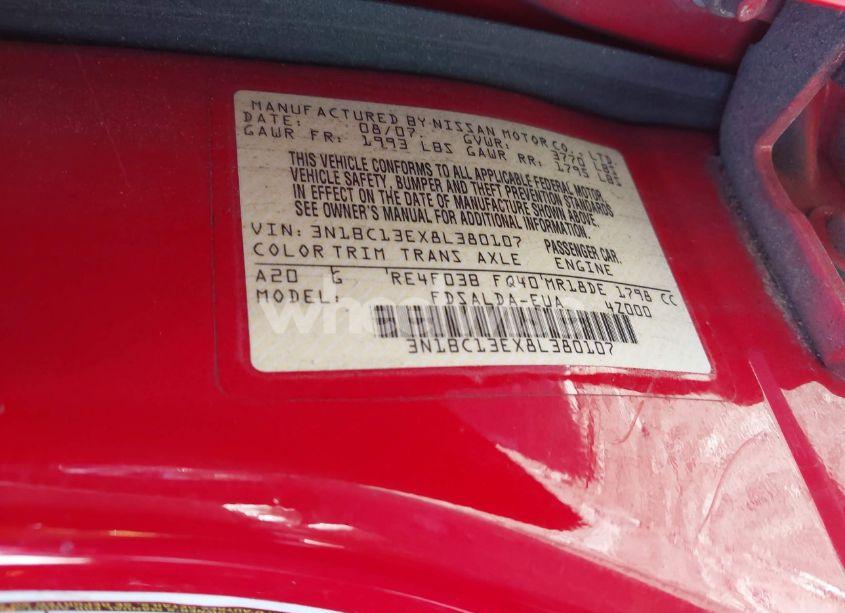 MANUFACTURED BY NISSAN MOTOR CO., LTD
DATE: 08/07 GVWR: 3770 LBS
GAWR FR: 1993 LBS GAWR RR: 1795 LBS
THIS VEHICLE CONFORMS TO ALL APPLICABLE FEDERAL MOTOR
VEHICLE SAFETY, BUMPER AND THEFT PREVENTION STANDARDS
IN EFFECT ON THE DATE OF MANUFACTURE SHOWN ABOVE.
SEE OWNER'S MANUAL FOR ADDITIONAL INFORMATION.
VIN: 3N1BC13EX8L380107 PASSENGER CAR.
COLOR TRIM TRANS AXLE ENGINE
A20 G RE4F03B FQ40 MR18DE 1798 CC
MODEL: FDSALDA-EUA 4Z000
3N1BC13EX8L380107